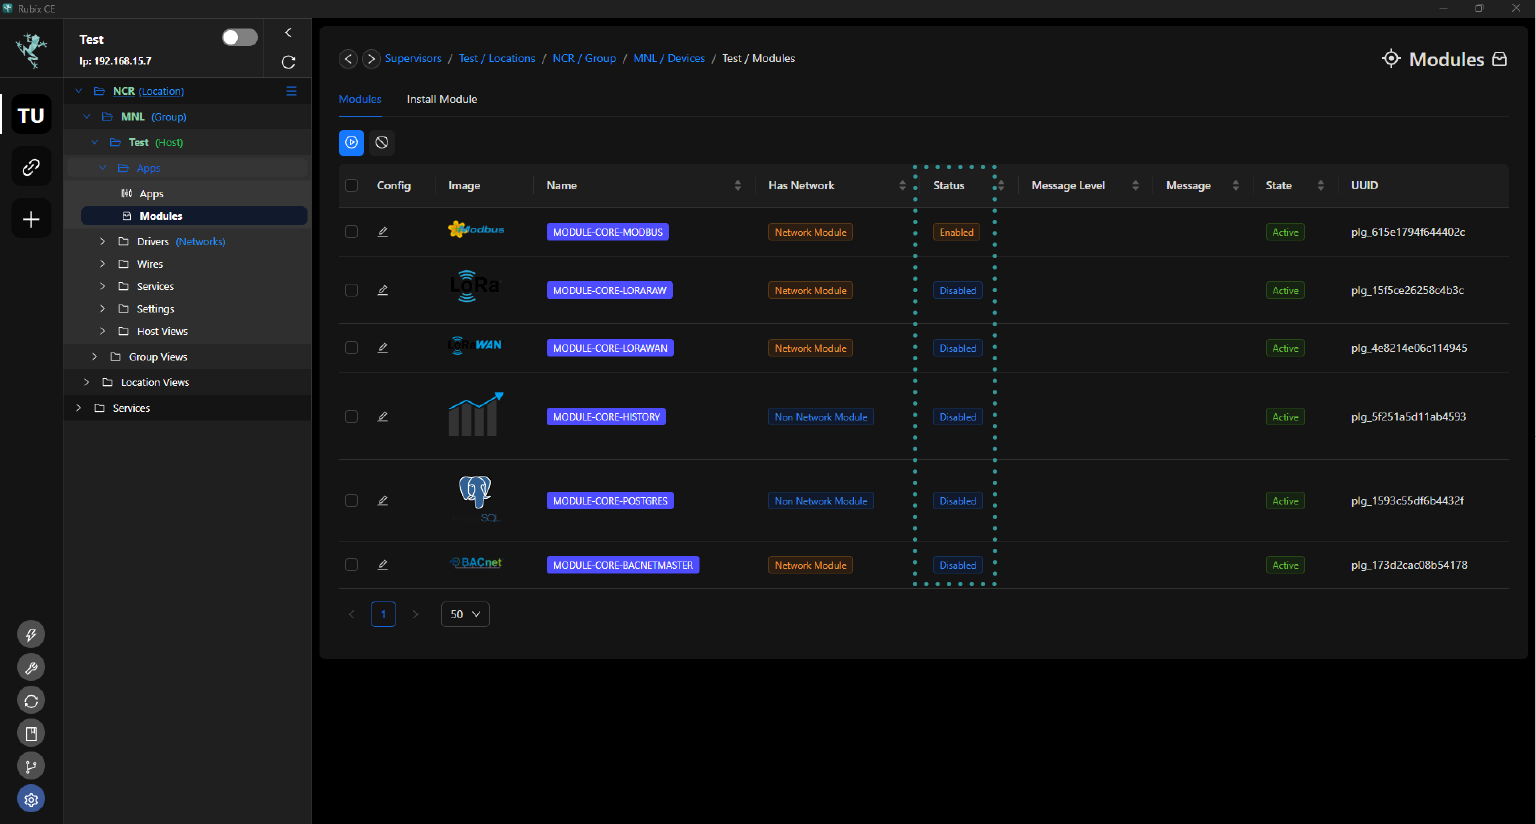 Rubix CE
Test
Ip: 192.168.15.7
TU
NCR (Location)
MNL (Group)
Test (Host)
Apps
Apps
Modules
Drivers (Networks)
Wires
Services
Settings
Host Views
Group Views
Location Views
Services
Supervisors / Test / Locations / NCR / Group / MNL / Devices / Test / Modules
Modules
Modules Install Module
Config Image Name Has Network Status Message Level Message State UUID
Modbus MODULE-CORE-MODBUS Network Module Enabled Active plg_615e1794f644402c
LoRa MODULE-CORE-LORARAW Network Module Disabled Active plg_15f5ce26258c4b3c
LoRaWAN MODULE-CORE-LORAWAN Network Module Disabled Active plg_4e8214e06c114945
MODULE-CORE-HISTORY Non Network Module Disabled Active plg_5f251a5d11ab4593
SQL MODULE-CORE-POSTGRES Non Network Module Disabled Active plg_1593c55df6b4432f
BACnet MODULE-CORE-BACNETMASTER Network Module Disabled Active plg_173d2cac08b54178
1 50